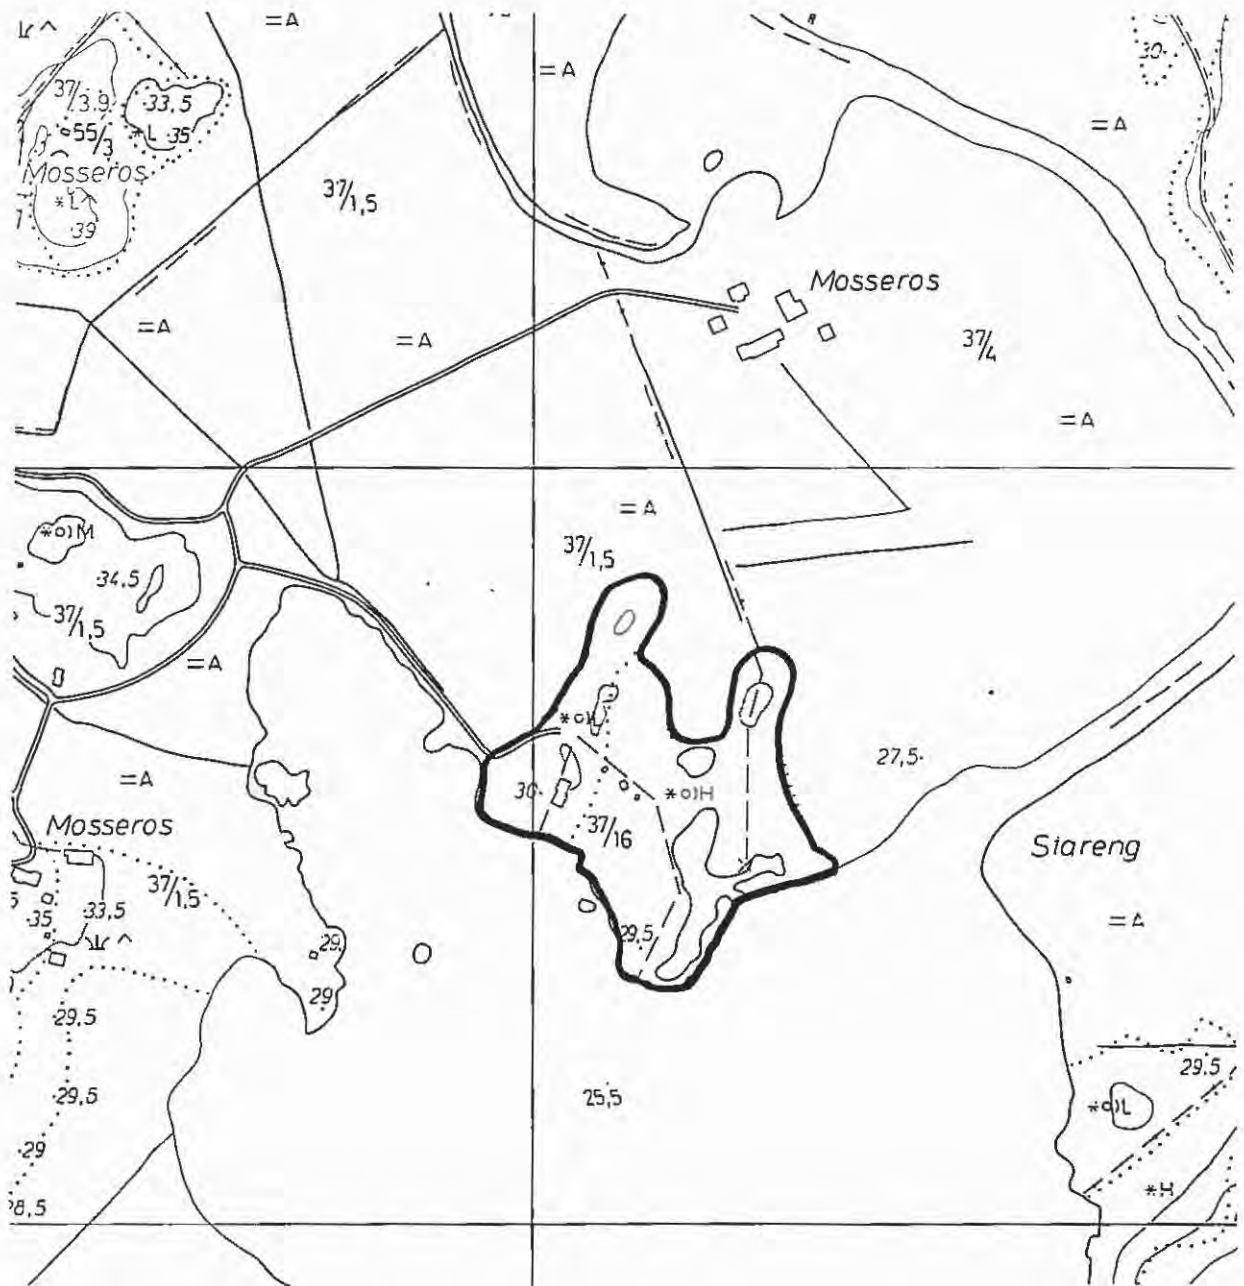 =A
=A
30.
37/3.9
.33,5
=A
55/3
*L 35
Mosseros
37/1,5
*L
.39
Mosseros
=A
=A
37/4
=A
=A
*o)M
37/1,5
.34,5
37/1,5
=A
27,5.
=A
30.
*o)H
Mosseros
37/16
Stareng
37/1,5
.35
33,5
=A
29,5
29
29
.29,5
29,5
25,5
*o)L
.29,5
.29
*H
28,5